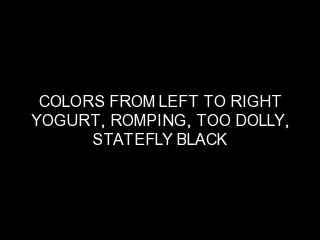 COLORS FROM LEFT TO RIGHT
YOGURT, ROMPING, TOO DOLLY,
STATEFLY BLACK